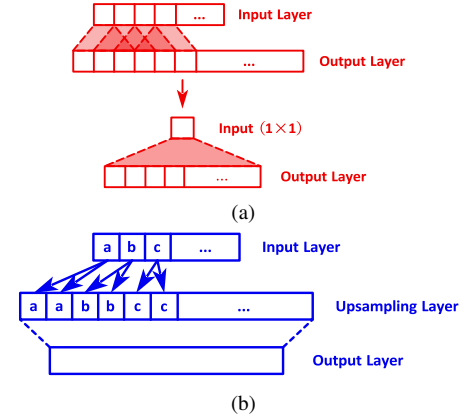 ... Input Layer
... Output Layer
Input (1×1)
... Output Layer
(a)
a b c ... Input Layer
a a b b c c ... Upsampling Layer
Output Layer
(b)